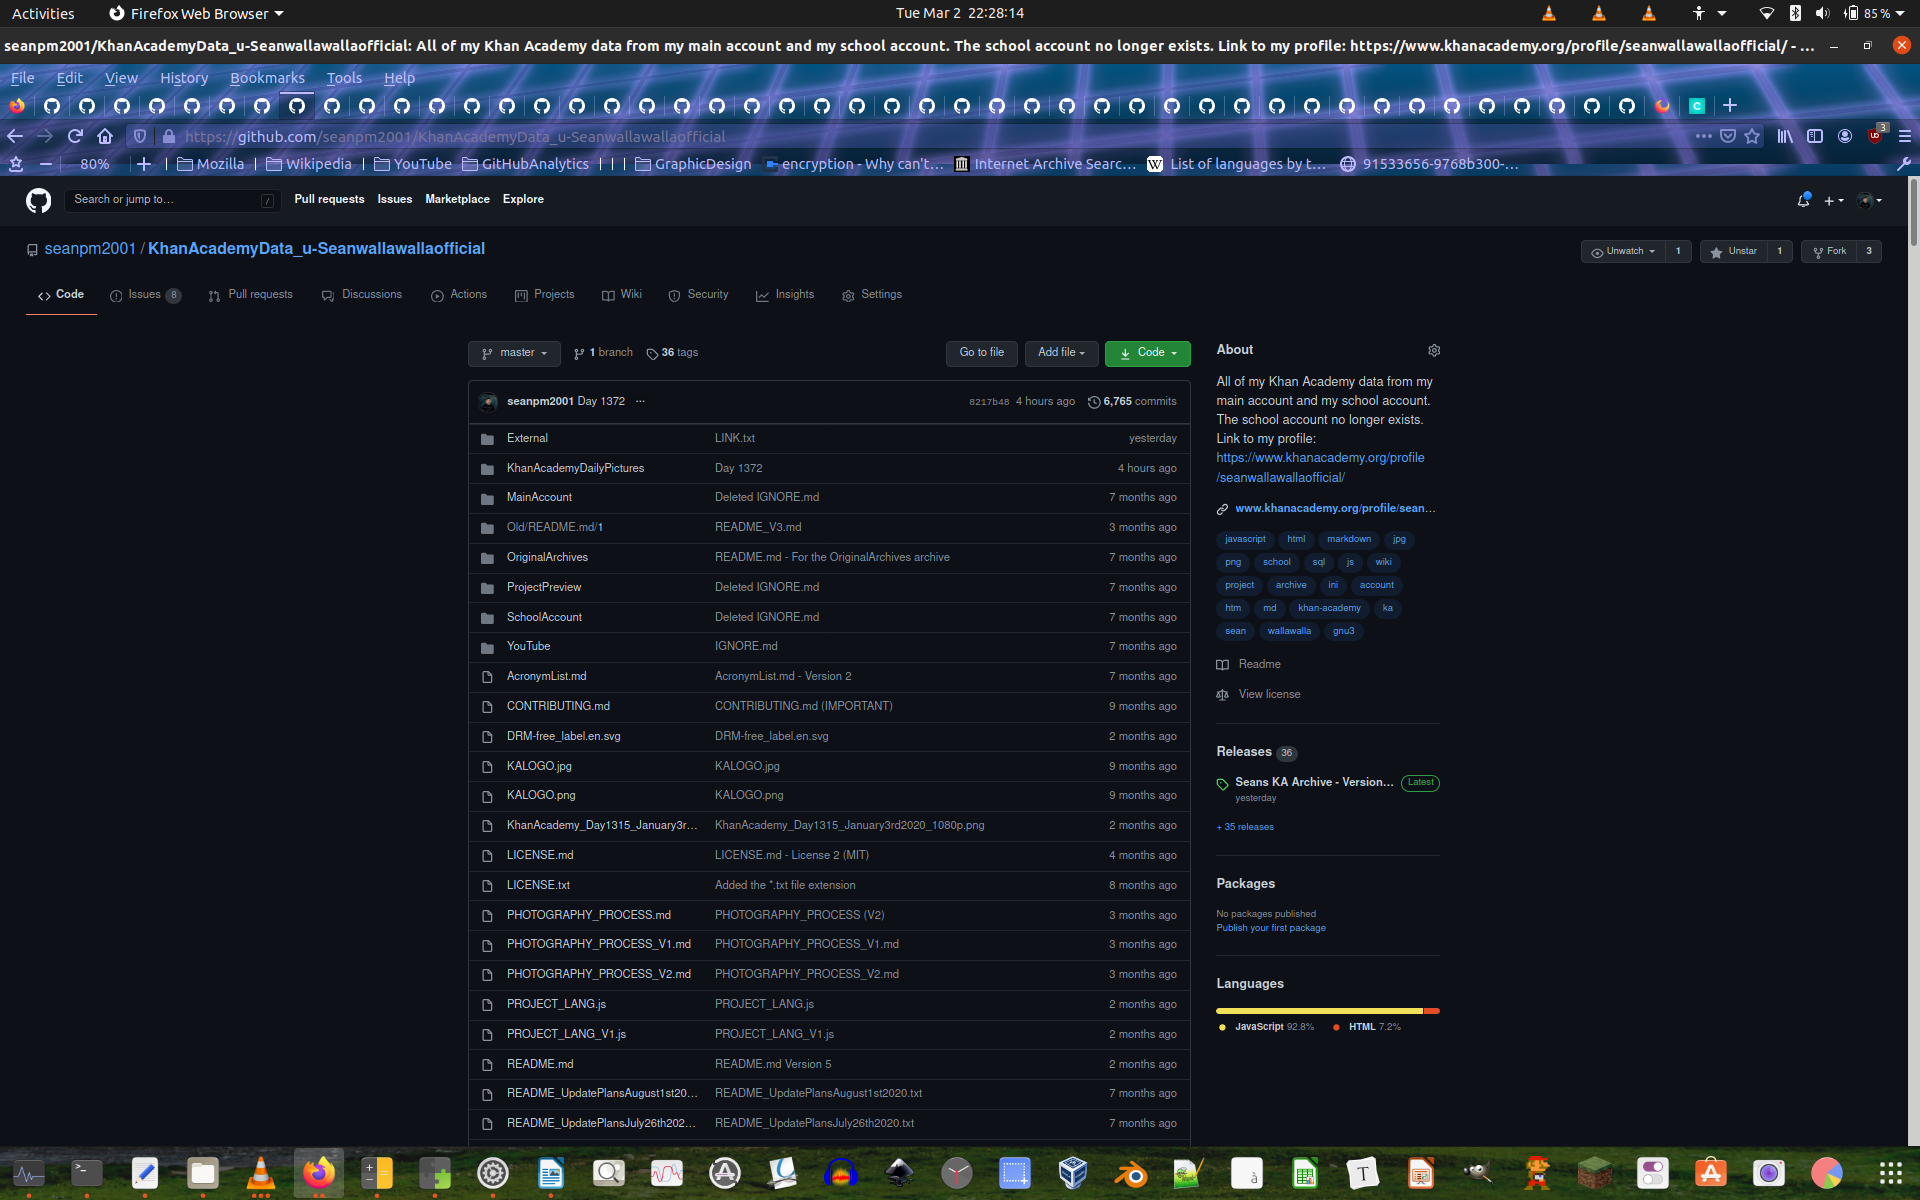 Activities Firefox Web Browser Tue Mar 2 22:28:14 85 %
seanpm2001/KhanAcademyData_u-Seanwallawallaofficial: All of my Khan Academy data from my main account and my school account. The school account no longer exists. Link to my profile: https://www.khanacademy.org/profile/seanwallawallaofficial/ - ...
File Edit View History Bookmarks Tools Help
https://github.com/seanpm2001/KhanAcademyData_u-Seanwallawallaofficial 3
80% Mozilla Wikipedia YouTube GitHubAnalytics GraphicDesign encryption - Why can't... Internet Archive Searc... List of languages by t... 91533656-9768b300-...
Search or jump to... / Pull requests Issues Marketplace Explore
seanpm2001 / KhanAcademyData_u-Seanwallawallaofficial Unwatch 1 Unstar 1 Fork 3
Code Issues 8 Pull requests Discussions Actions Projects Wiki Security Insights Settings
master 1 branch 36 tags Go to file Add file Code
seanpm2001 Day 1372 ... 8217b48 4 hours ago 6,765 commits
External LINK.txt yesterday
KhanAcademyDailyPictures Day 1372 4 hours ago
MainAccount Deleted IGNORE.md 7 months ago
Old/README.md/1 README_V3.md 3 months ago
OriginalArchives README.md - For the OriginalArchives archive 7 months ago
ProjectPreview Deleted IGNORE.md 7 months ago
SchoolAccount Deleted IGNORE.md 7 months ago
YouTube IGNORE.md 7 months ago
AcronymList.md AcronymList.md - Version 2 7 months ago
CONTRIBUTING.md CONTRIBUTING.md (IMPORTANT) 9 months ago
DRM-free_label.en.svg DRM-free_label.en.svg 2 months ago
KALOGO.jpg KALOGO.jpg 9 months ago
KALOGO.png KALOGO.png 9 months ago
KhanAcademy_Day1315_January3r... KhanAcademy_Day1315_January3rd2020_1080p.png 2 months ago
LICENSE.md LICENSE.md - License 2 (MIT) 4 months ago
LICENSE.txt Added the *.txt file extension 8 months ago
PHOTOGRAPHY_PROCESS.md PHOTOGRAPHY_PROCESS (V2) 3 months ago
PHOTOGRAPHY_PROCESS_V1.md PHOTOGRAPHY_PROCESS_V1.md 3 months ago
PHOTOGRAPHY_PROCESS_V2.md PHOTOGRAPHY_PROCESS_V2.md 3 months ago
PROJECT_LANG.js PROJECT_LANG.js 2 months ago
PROJECT_LANG_V1.js PROJECT_LANG_V1.js 2 months ago
README.md README.md Version 5 2 months ago
README_UpdatePlansAugust1st20... README_UpdatePlansAugust1st2020.txt 7 months ago
README_UpdatePlansJuly26th202... README_UpdatePlansJuly26th2020.txt 7 months ago
About
All of my Khan Academy data from my
main account and my school account.
The school account no longer exists.
Link to my profile:
https://www.khanacademy.org/profile
/seanwallawallaofficial/
www.khanacademy.org/profile/sean...
javascript html markdown jpg
png school sql js wiki
project archive ini account
htm md khan-academy ka
sean wallawalla gnu3
Readme
View license
Releases 36
Seans KA Archive - Version... Latest
yesterday
+ 35 releases
Packages
No packages published
Publish your first package
Languages
JavaScript 92.8% HTML 7.2%